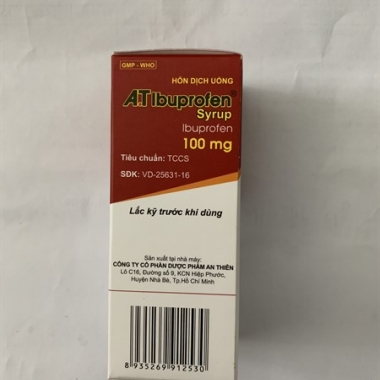 GMP - WHO
HỖN DỊCH UỐNG
A.T Ibuprofen®
Syrup
Ibuprofen
100 mg
Tiêu chuẩn: TCCS
SĐK: VD-25631-16
Lắc kỹ trước khi dùng
Sản xuất tại nhà máy:
CÔNG TY CỔ PHẦN DƯỢC PHẨM AN THIÊN
Lô C16, Đường số 9, KCN Hiệp Phước,
Huyện Nhà Bè, Tp.Hồ Chí Minh
8 935269 912530